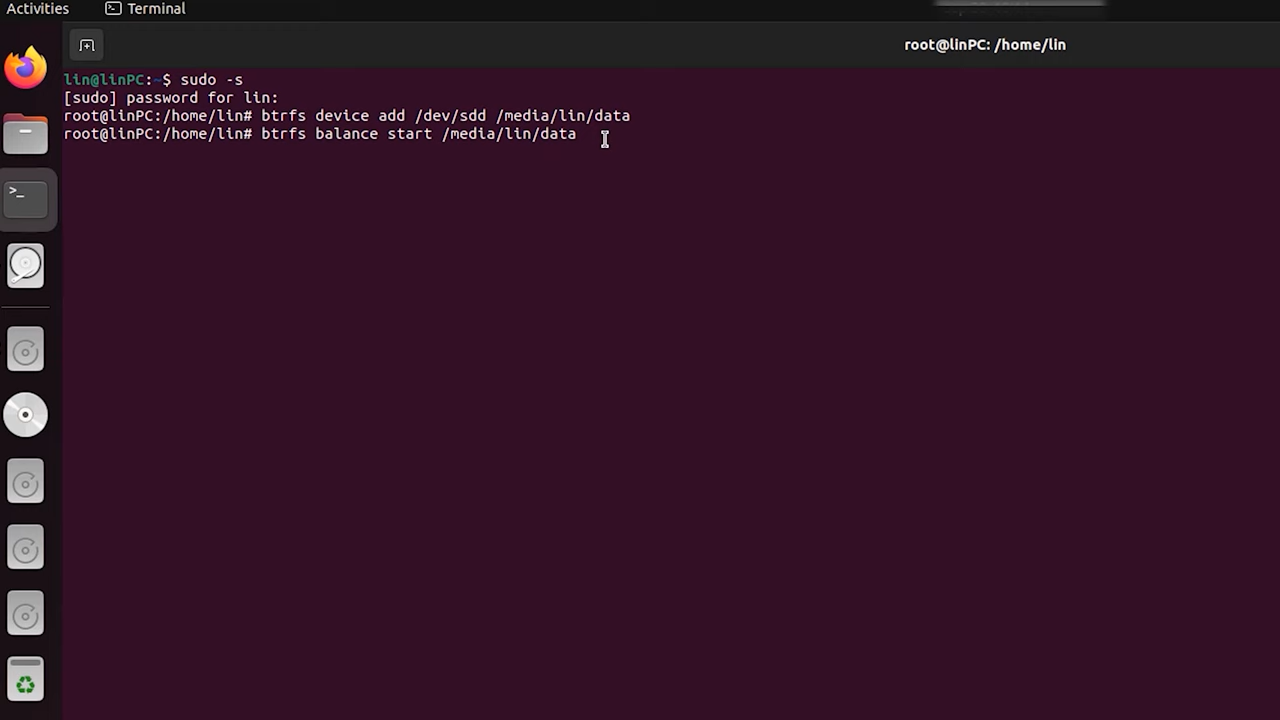 Activities
Terminal
root@linPC: /home/lin
lin@linPC:~$ sudo -s
[sudo] password for lin:
root@linPC:/home/lin# btrfs device add /dev/sdd /media/lin/data
root@linPC:/home/lin# btrfs balance start /media/lin/data